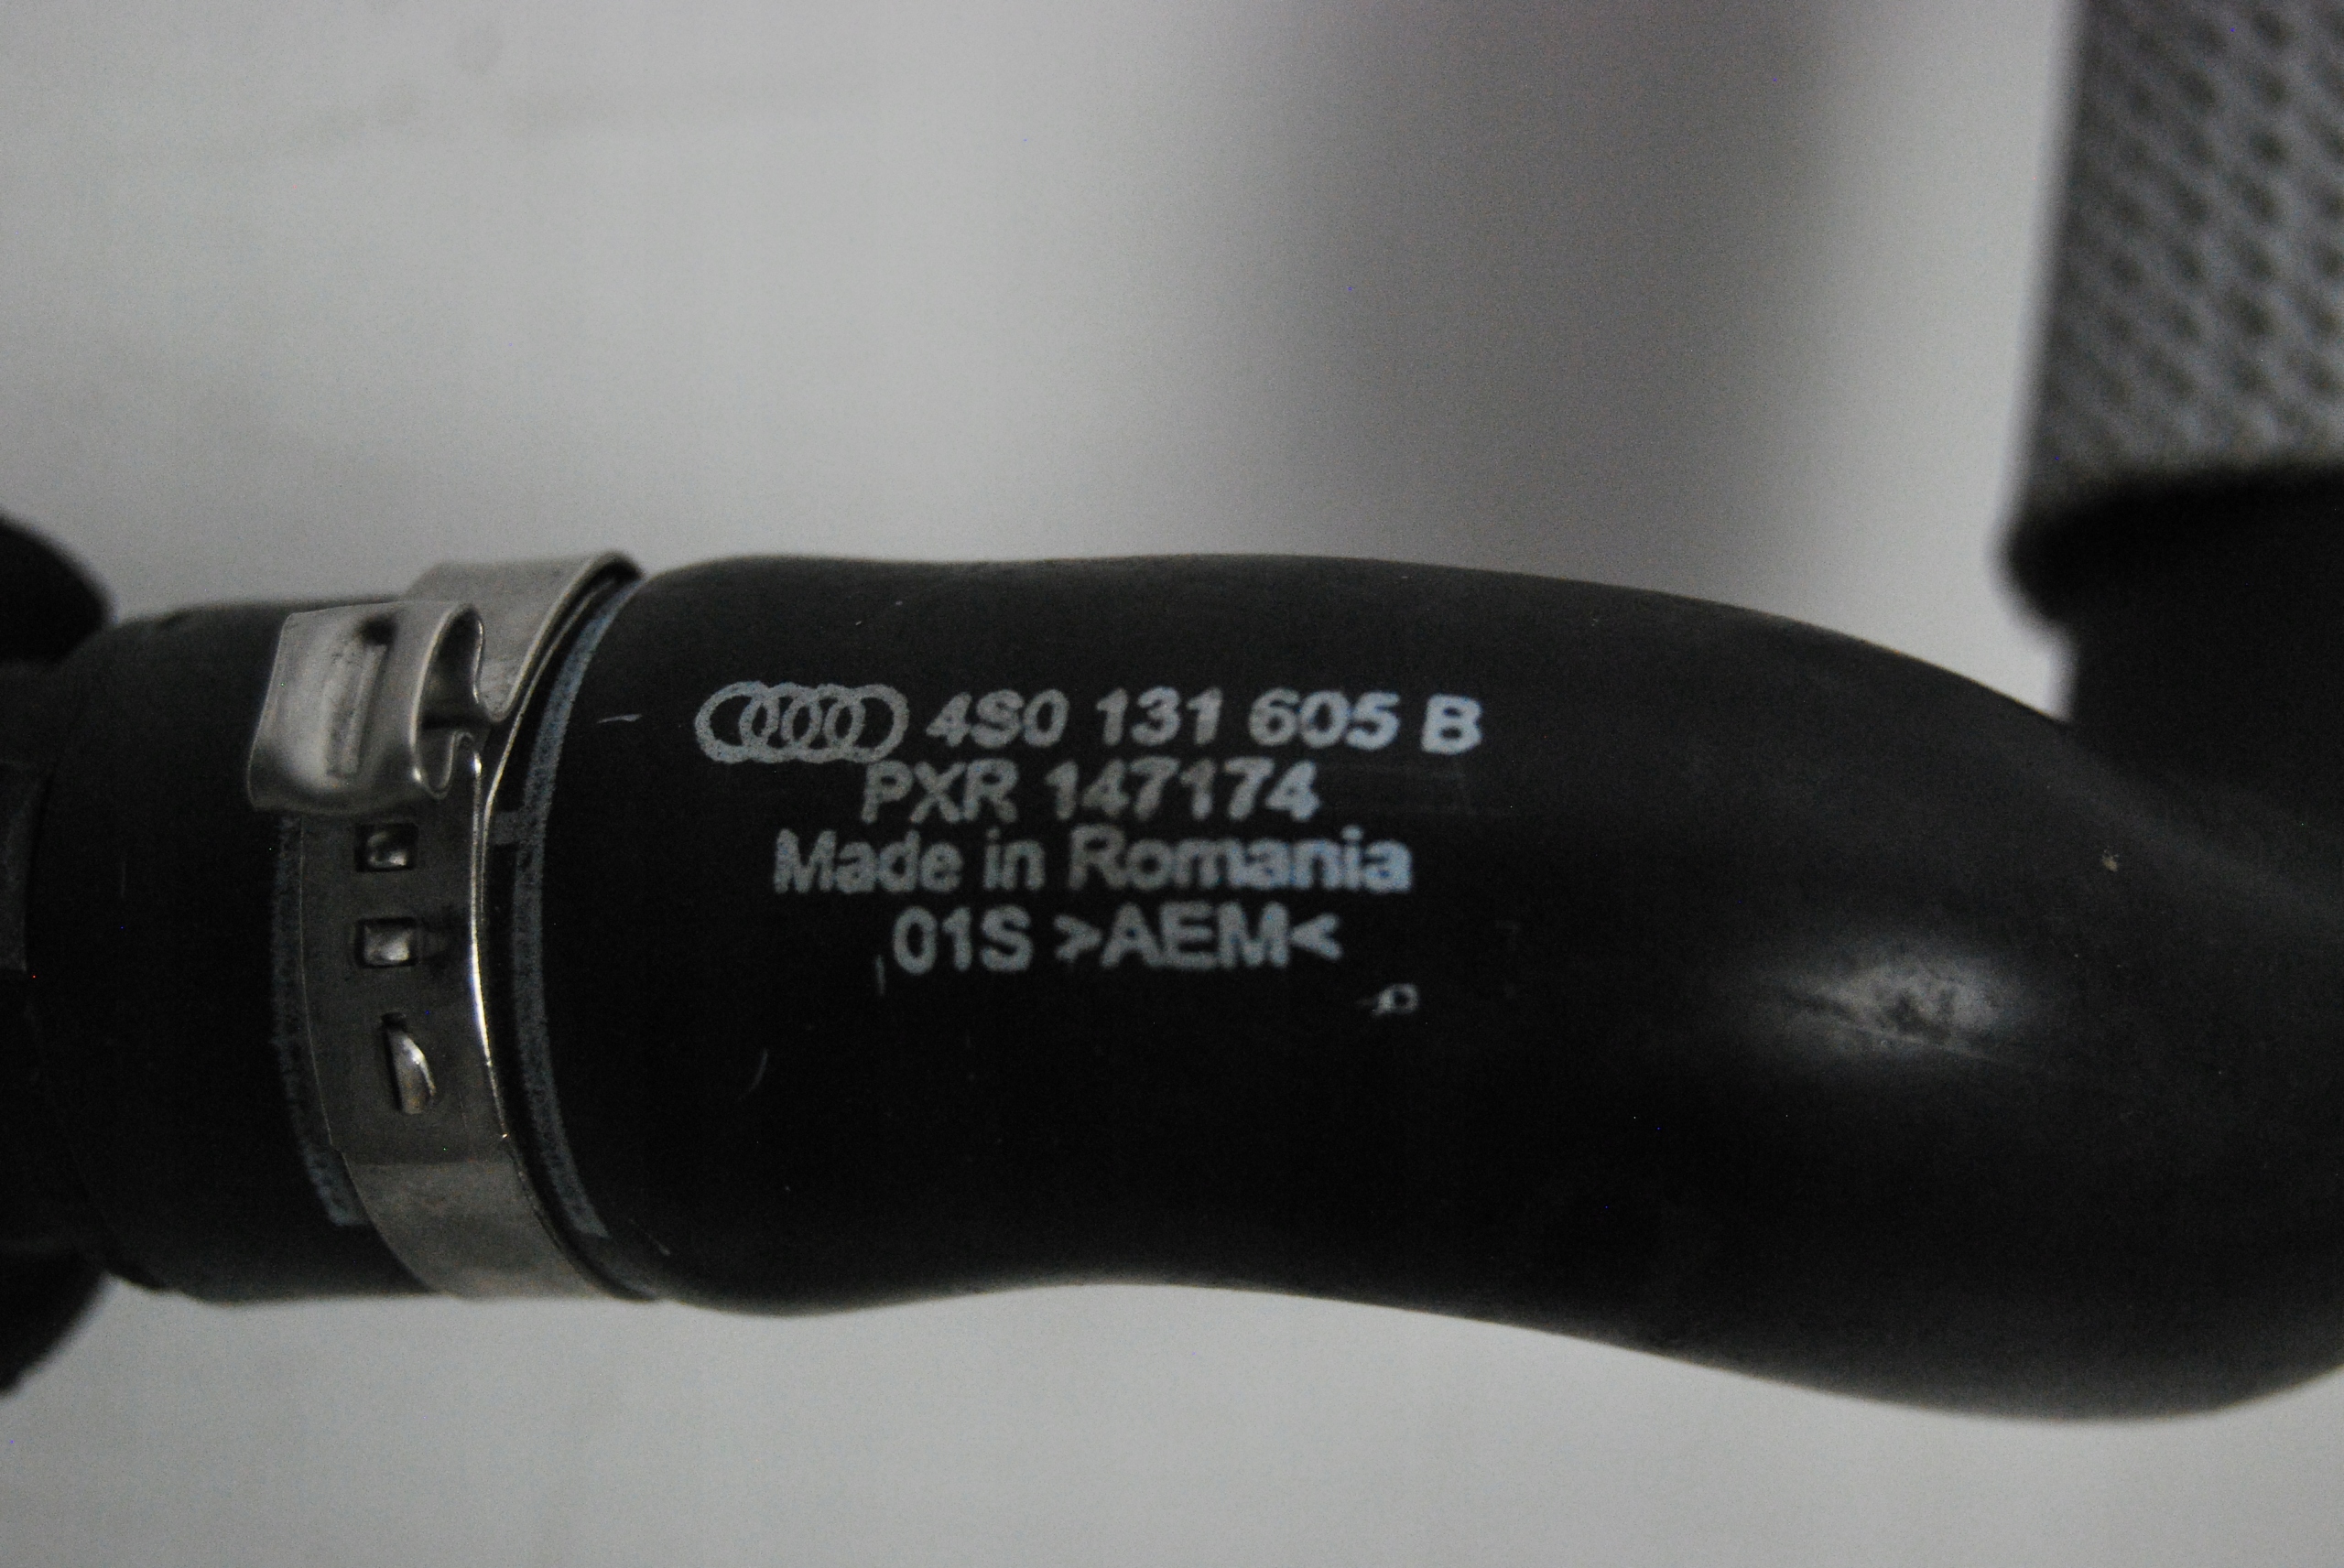 4S0 131 605 B
PXR 147174
Made in Romania
01S >AEM<